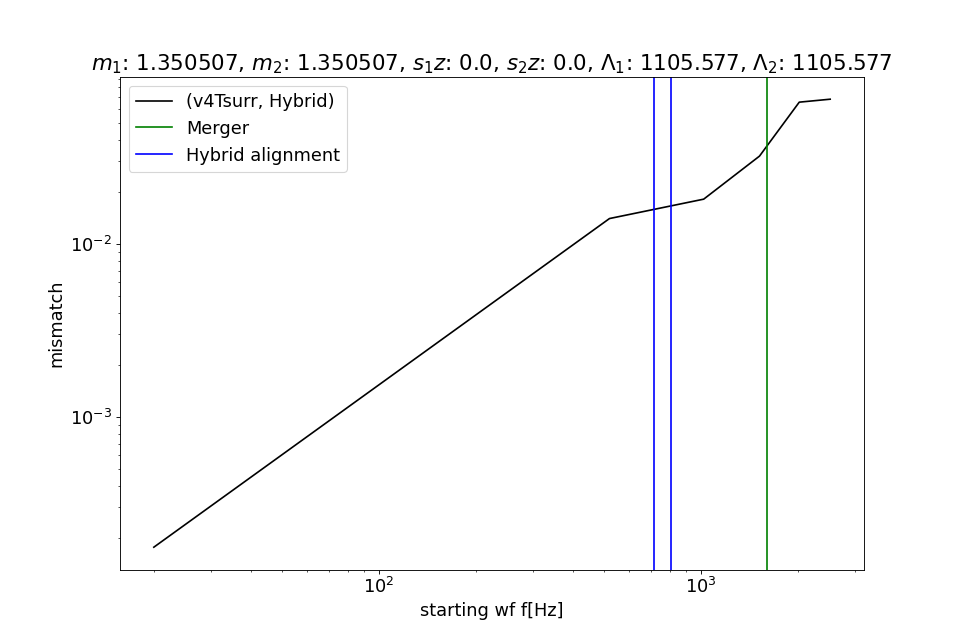 m₁: 1.350507, m₂: 1.350507, s₁z: 0.0, s₂z: 0.0, Λ₁: 1105.577, Λ₂: 1105.577
(v4Tsurr, Hybrid)
Merger
Hybrid alignment
10⁻²
mismatch
10⁻³
10² 10³
starting wf f[Hz]